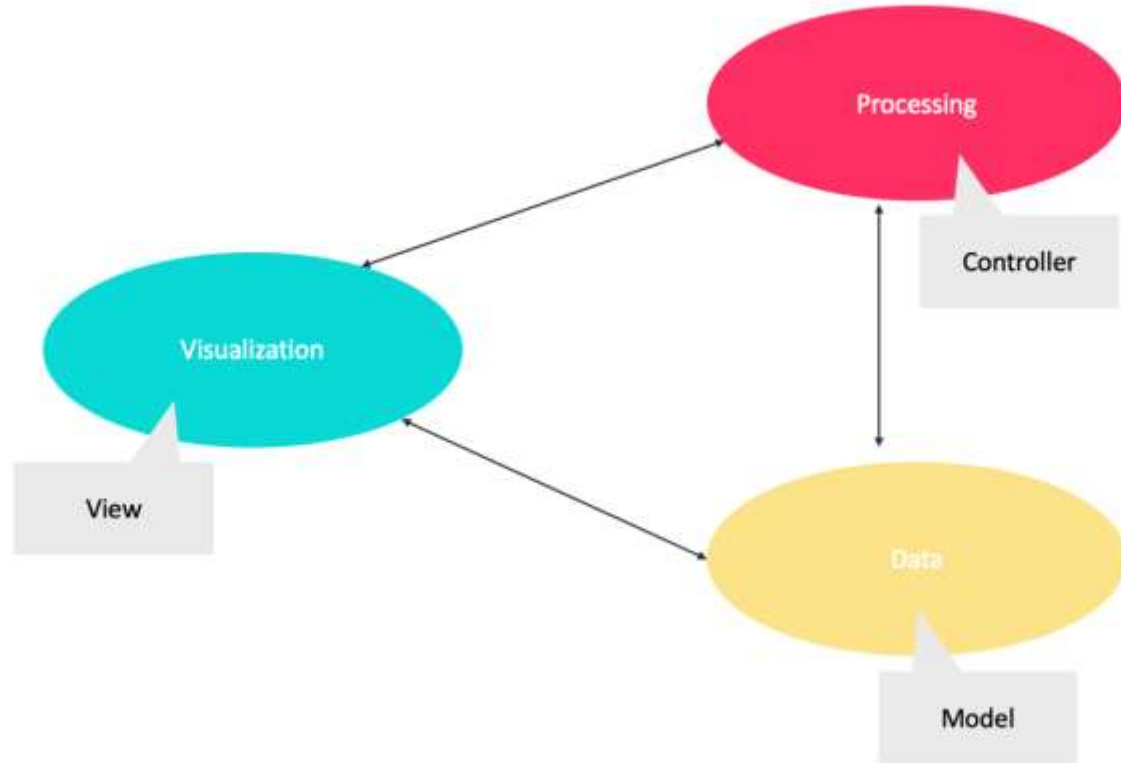 Processing
Controller
Visualization
View
Data
Model